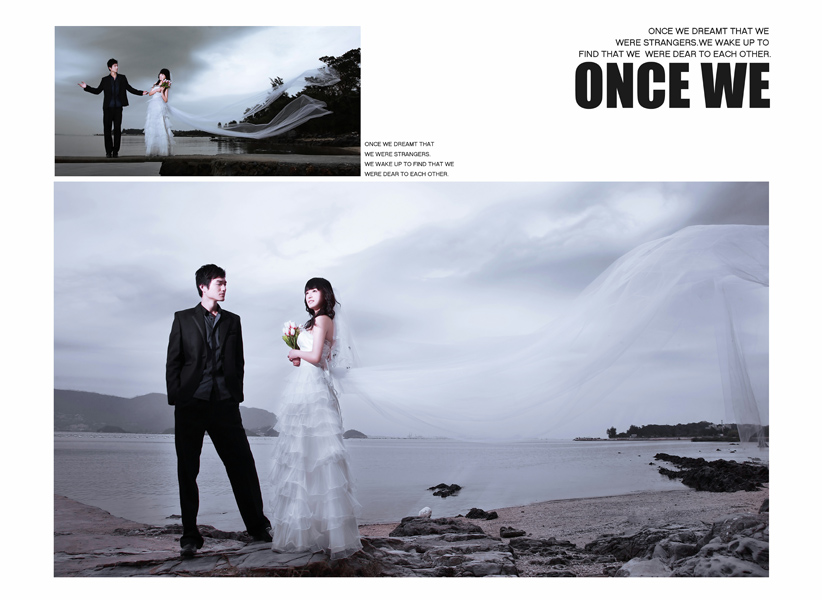 ONCE WE DREAMT THAT WE
WERE STRANGERS.WE WAKE UP TO
FIND THAT WE WERE DEAR TO EACH OTHER.
ONCE WE
ONCE WE DREAMT THAT
WE WERE STRANGERS.
WE WAKE UP TO FIND THAT WE
WERE DEAR TO EACH OTHER.